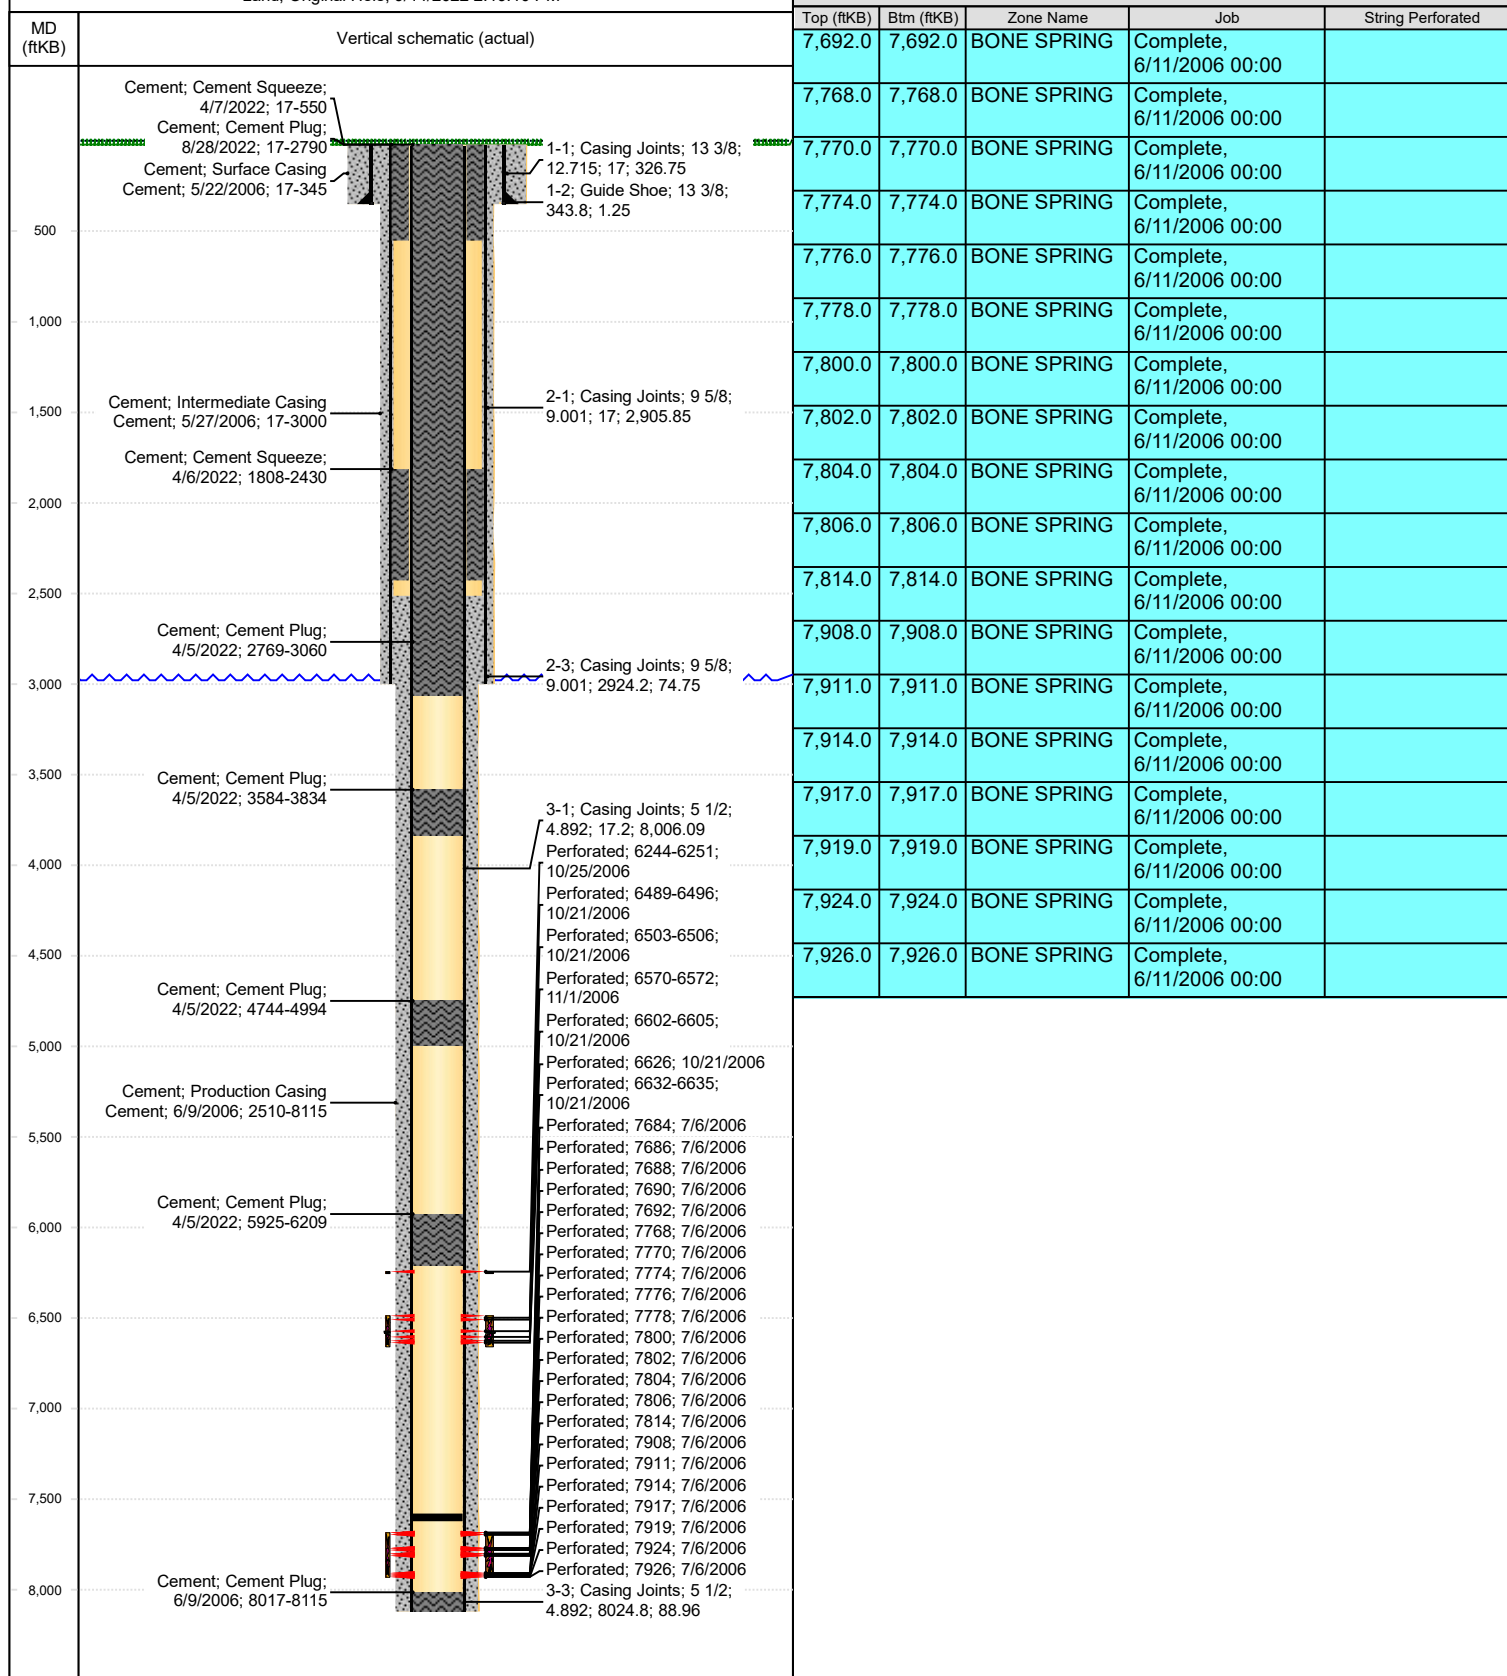 MD
(ftKB)
Vertical schematic (actual)
Cement; Cement Squeeze;
4/7/2022; 17-550
Cement; Cement Plug;
8/28/2022; 17-2790
Cement; Surface Casing
Cement; 5/22/2006; 17-345
1-1; Casing Joints; 13 3/8;
12.715; 17; 326.75
1-2; Guide Shoe; 13 3/8;
343.8; 1.25
500
1,000
Cement; Intermediate Casing
Cement; 5/27/2006; 17-3000
1,500
2-1; Casing Joints; 9 5/8;
9.001; 17; 2,905.85
Cement; Cement Squeeze;
4/6/2022; 1808-2430
2,000
2,500
Cement; Cement Plug;
4/5/2022; 2769-3060
2-3; Casing Joints; 9 5/8;
9.001; 2924.2; 74.75
3,000
3,500
Cement; Cement Plug;
4/5/2022; 3584-3834
3-1; Casing Joints; 5 1/2;
4.892; 17.2; 8,006.09
4,000
Perforated; 6244-6251;
10/25/2006
Perforated; 6489-6496;
10/21/2006
Perforated; 6503-6506;
10/21/2006
4,500
Perforated; 6570-6572;
11/1/2006
Cement; Cement Plug;
4/5/2022; 4744-4994
Perforated; 6602-6605;
10/21/2006
5,000
Perforated; 6626; 10/21/2006
Perforated; 6632-6635;
10/21/2006
Cement; Production Casing
Cement; 6/9/2006; 2510-8115
Perforated; 7684; 7/6/2006
5,500
Perforated; 7686; 7/6/2006
Perforated; 7688; 7/6/2006
Perforated; 7690; 7/6/2006
Cement; Cement Plug;
4/5/2022; 5925-6209
Perforated; 7692; 7/6/2006
6,000
Perforated; 7768; 7/6/2006
Perforated; 7770; 7/6/2006
Perforated; 7774; 7/6/2006
Perforated; 7776; 7/6/2006
6,500
Perforated; 7778; 7/6/2006
Perforated; 7800; 7/6/2006
Perforated; 7802; 7/6/2006
Perforated; 7804; 7/6/2006
7,000
Perforated; 7806; 7/6/2006
Perforated; 7814; 7/6/2006
Perforated; 7908; 7/6/2006
Perforated; 7911; 7/6/2006
Perforated; 7914; 7/6/2006
7,500
Perforated; 7917; 7/6/2006
Perforated; 7919; 7/6/2006
Perforated; 7924; 7/6/2006
Perforated; 7926; 7/6/2006
8,000
Cement; Cement Plug;
6/9/2006; 8017-8115
3-3; Casing Joints; 5 1/2;
4.892; 8024.8; 88.96
Top (ftKB) Btm (ftKB) Zone Name Job String Perforated
7,692.0 7,692.0 BONE SPRING Complete,
6/11/2006 00:00
7,768.0 7,768.0 BONE SPRING Complete,
6/11/2006 00:00
7,770.0 7,770.0 BONE SPRING Complete,
6/11/2006 00:00
7,774.0 7,774.0 BONE SPRING Complete,
6/11/2006 00:00
7,776.0 7,776.0 BONE SPRING Complete,
6/11/2006 00:00
7,778.0 7,778.0 BONE SPRING Complete,
6/11/2006 00:00
7,800.0 7,800.0 BONE SPRING Complete,
6/11/2006 00:00
7,802.0 7,802.0 BONE SPRING Complete,
6/11/2006 00:00
7,804.0 7,804.0 BONE SPRING Complete,
6/11/2006 00:00
7,806.0 7,806.0 BONE SPRING Complete,
6/11/2006 00:00
7,814.0 7,814.0 BONE SPRING Complete,
6/11/2006 00:00
7,908.0 7,908.0 BONE SPRING Complete,
6/11/2006 00:00
7,911.0 7,911.0 BONE SPRING Complete,
6/11/2006 00:00
7,914.0 7,914.0 BONE SPRING Complete,
6/11/2006 00:00
7,917.0 7,917.0 BONE SPRING Complete,
6/11/2006 00:00
7,919.0 7,919.0 BONE SPRING Complete,
6/11/2006 00:00
7,924.0 7,924.0 BONE SPRING Complete,
6/11/2006 00:00
7,926.0 7,926.0 BONE SPRING Complete,
6/11/2006 00:00